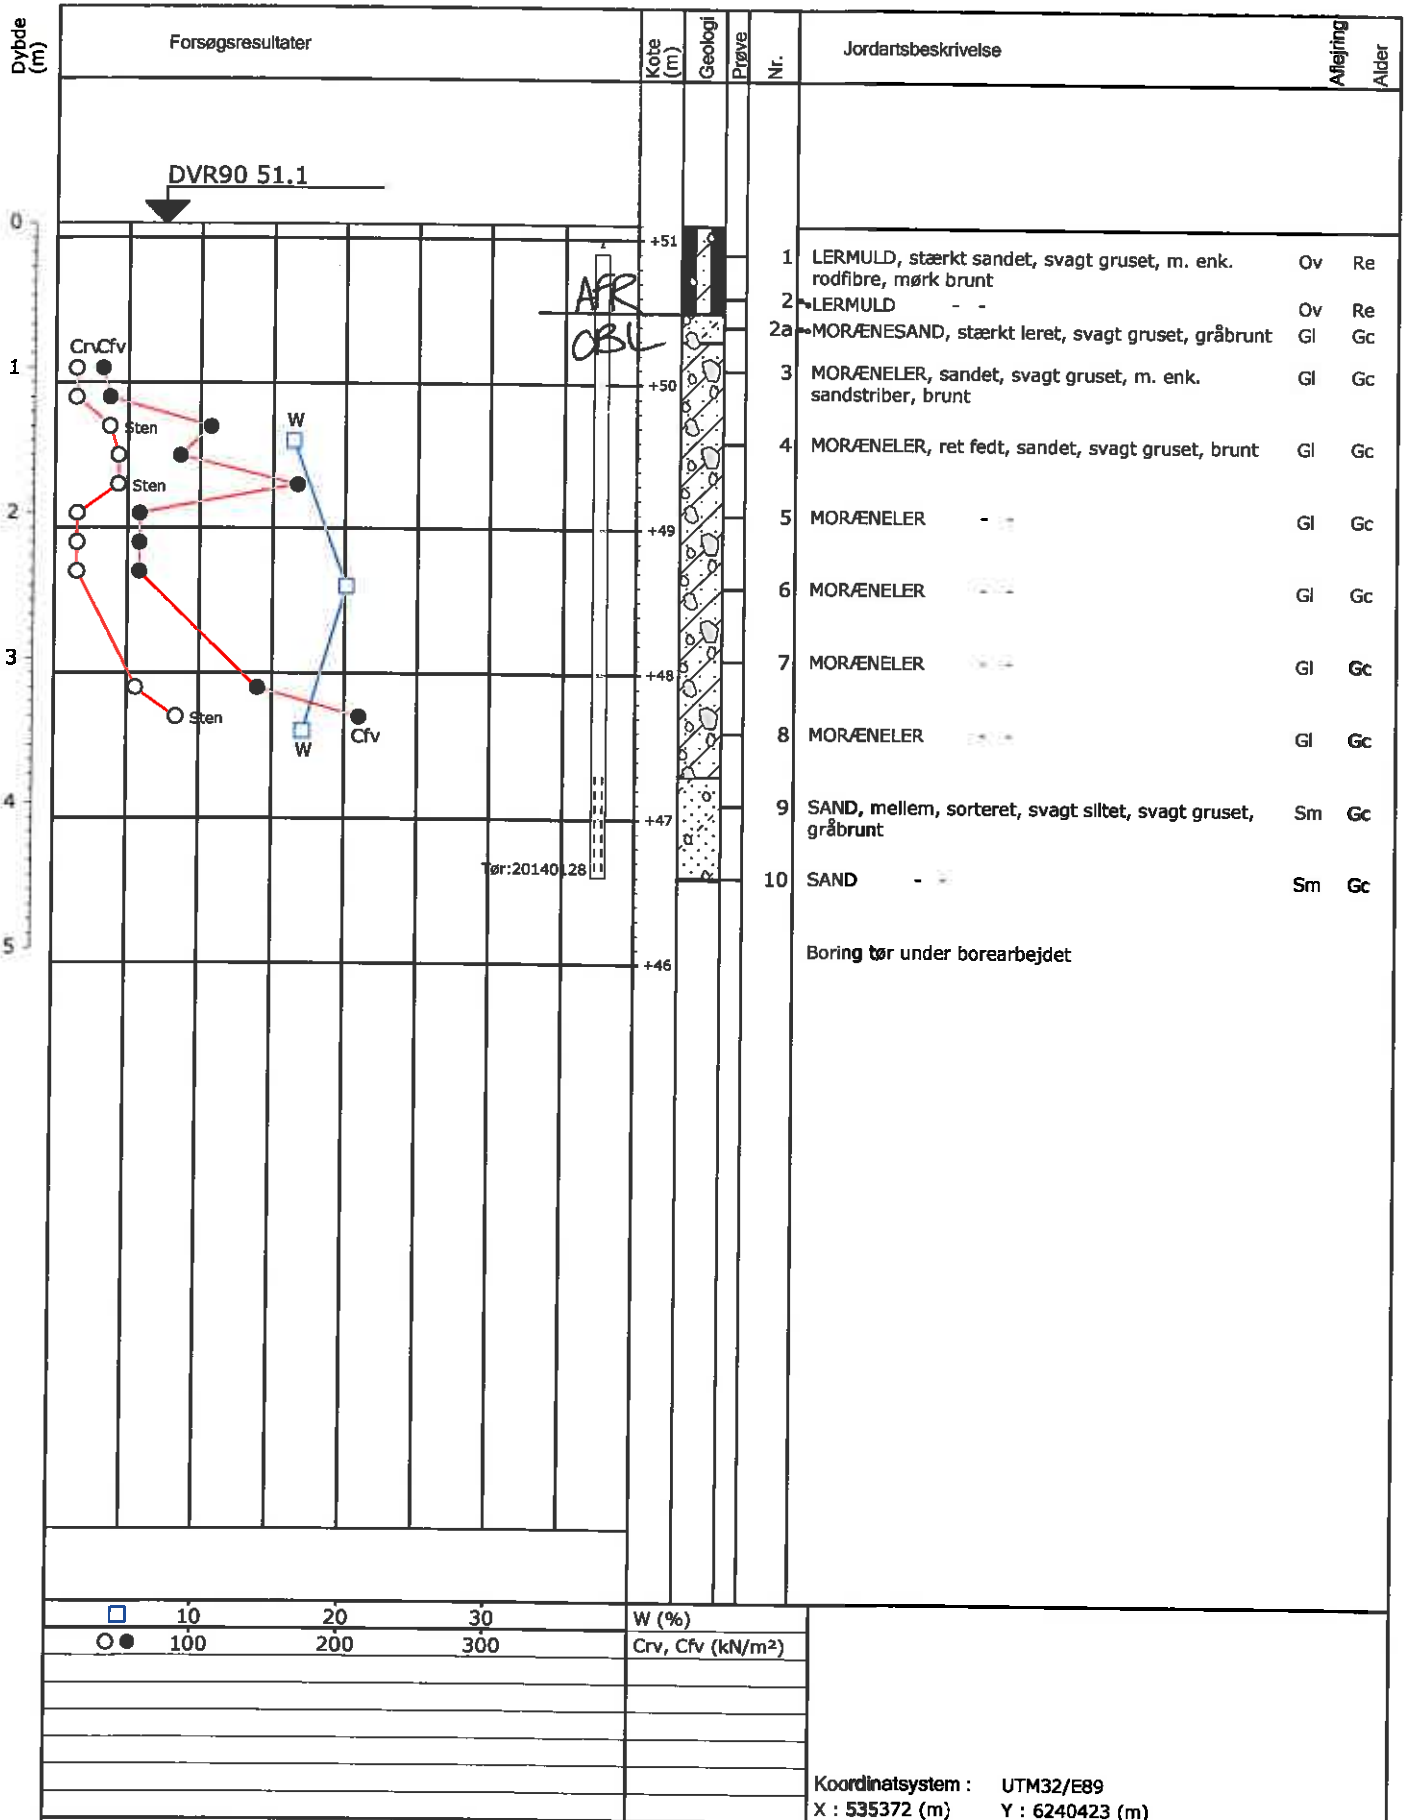 Dybde (m)
Forsøgsresultater
Kote (m)
Geologi
Prøve
Nr.
Jordartsbeskrivelse
Aflejring
Alder
DVR90 51.1
0
+51
1 LERMULD, stærkt sandet, svagt gruset, m. enk. Ov Re
rodfibre, mørk brunt
AFR
2 LERMULD - - Ov Re
OBL
2a MORÆNESAND, stærkt leret, svagt gruset, gråbrunt Gl Gc
Crv Cfv
1
+50
3 MORÆNELER, sandet, svagt gruset, m. enk. Gl Gc
sandstriber, brunt
Sten
W
4 MORÆNELER, ret fedt, sandet, svagt gruset, brunt Gl Gc
Sten
2
+49
5 MORÆNELER - - Gl Gc
6 MORÆNELER - - Gl Gc
3
+48
7 MORÆNELER - - Gl Gc
Sten
W
Cfv
8 MORÆNELER - - Gl Gc
4
+47
9 SAND, mellem, sorteret, svagt siltet, svagt gruset, Sm Gc
gråbrunt
Tør:20140128
10 SAND - - Sm Gc
5
+46
Boring tør under borearbejdet
10 20 30 W (%)
100 200 300 Crv, Cfv (kN/m²)
Koordinatsystem : UTM32/E89
X : 535372 (m) Y : 6240423 (m)